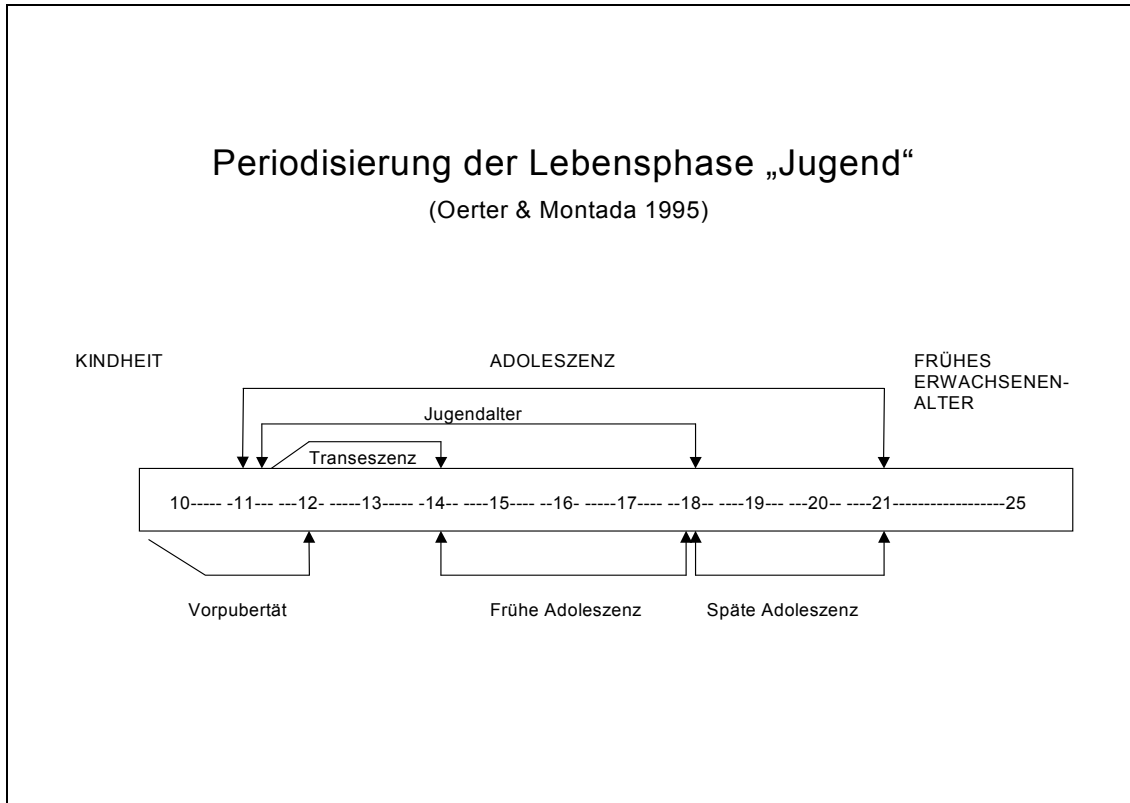 Periodisierung der Lebensphase „Jugend“
(Oerter & Montada 1995)
KINDHEIT
ADOLESZENZ
FRÜHES
ERWACHSENEN-
ALTER
Jugendalter
Transeszenz
10----- -11--- ---12- -----13----- -14-- ----15---- --16- -----17---- --18-- ----19--- ---20-- ----21-------------------25
Vorpubertät
Frühe Adoleszenz
Späte Adoleszenz